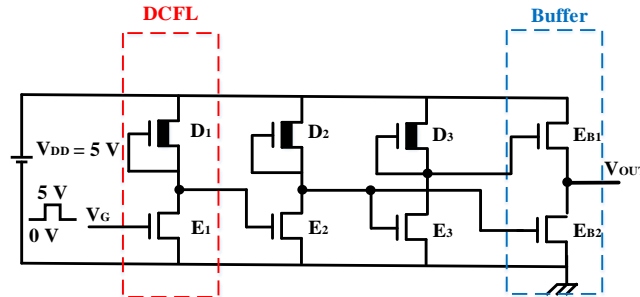 DCFL
Buffer
D1
D2
D3
EB1
VDD = 5 V
VOUT
5 V
VG
0 V
E1
E2
E3
EB2